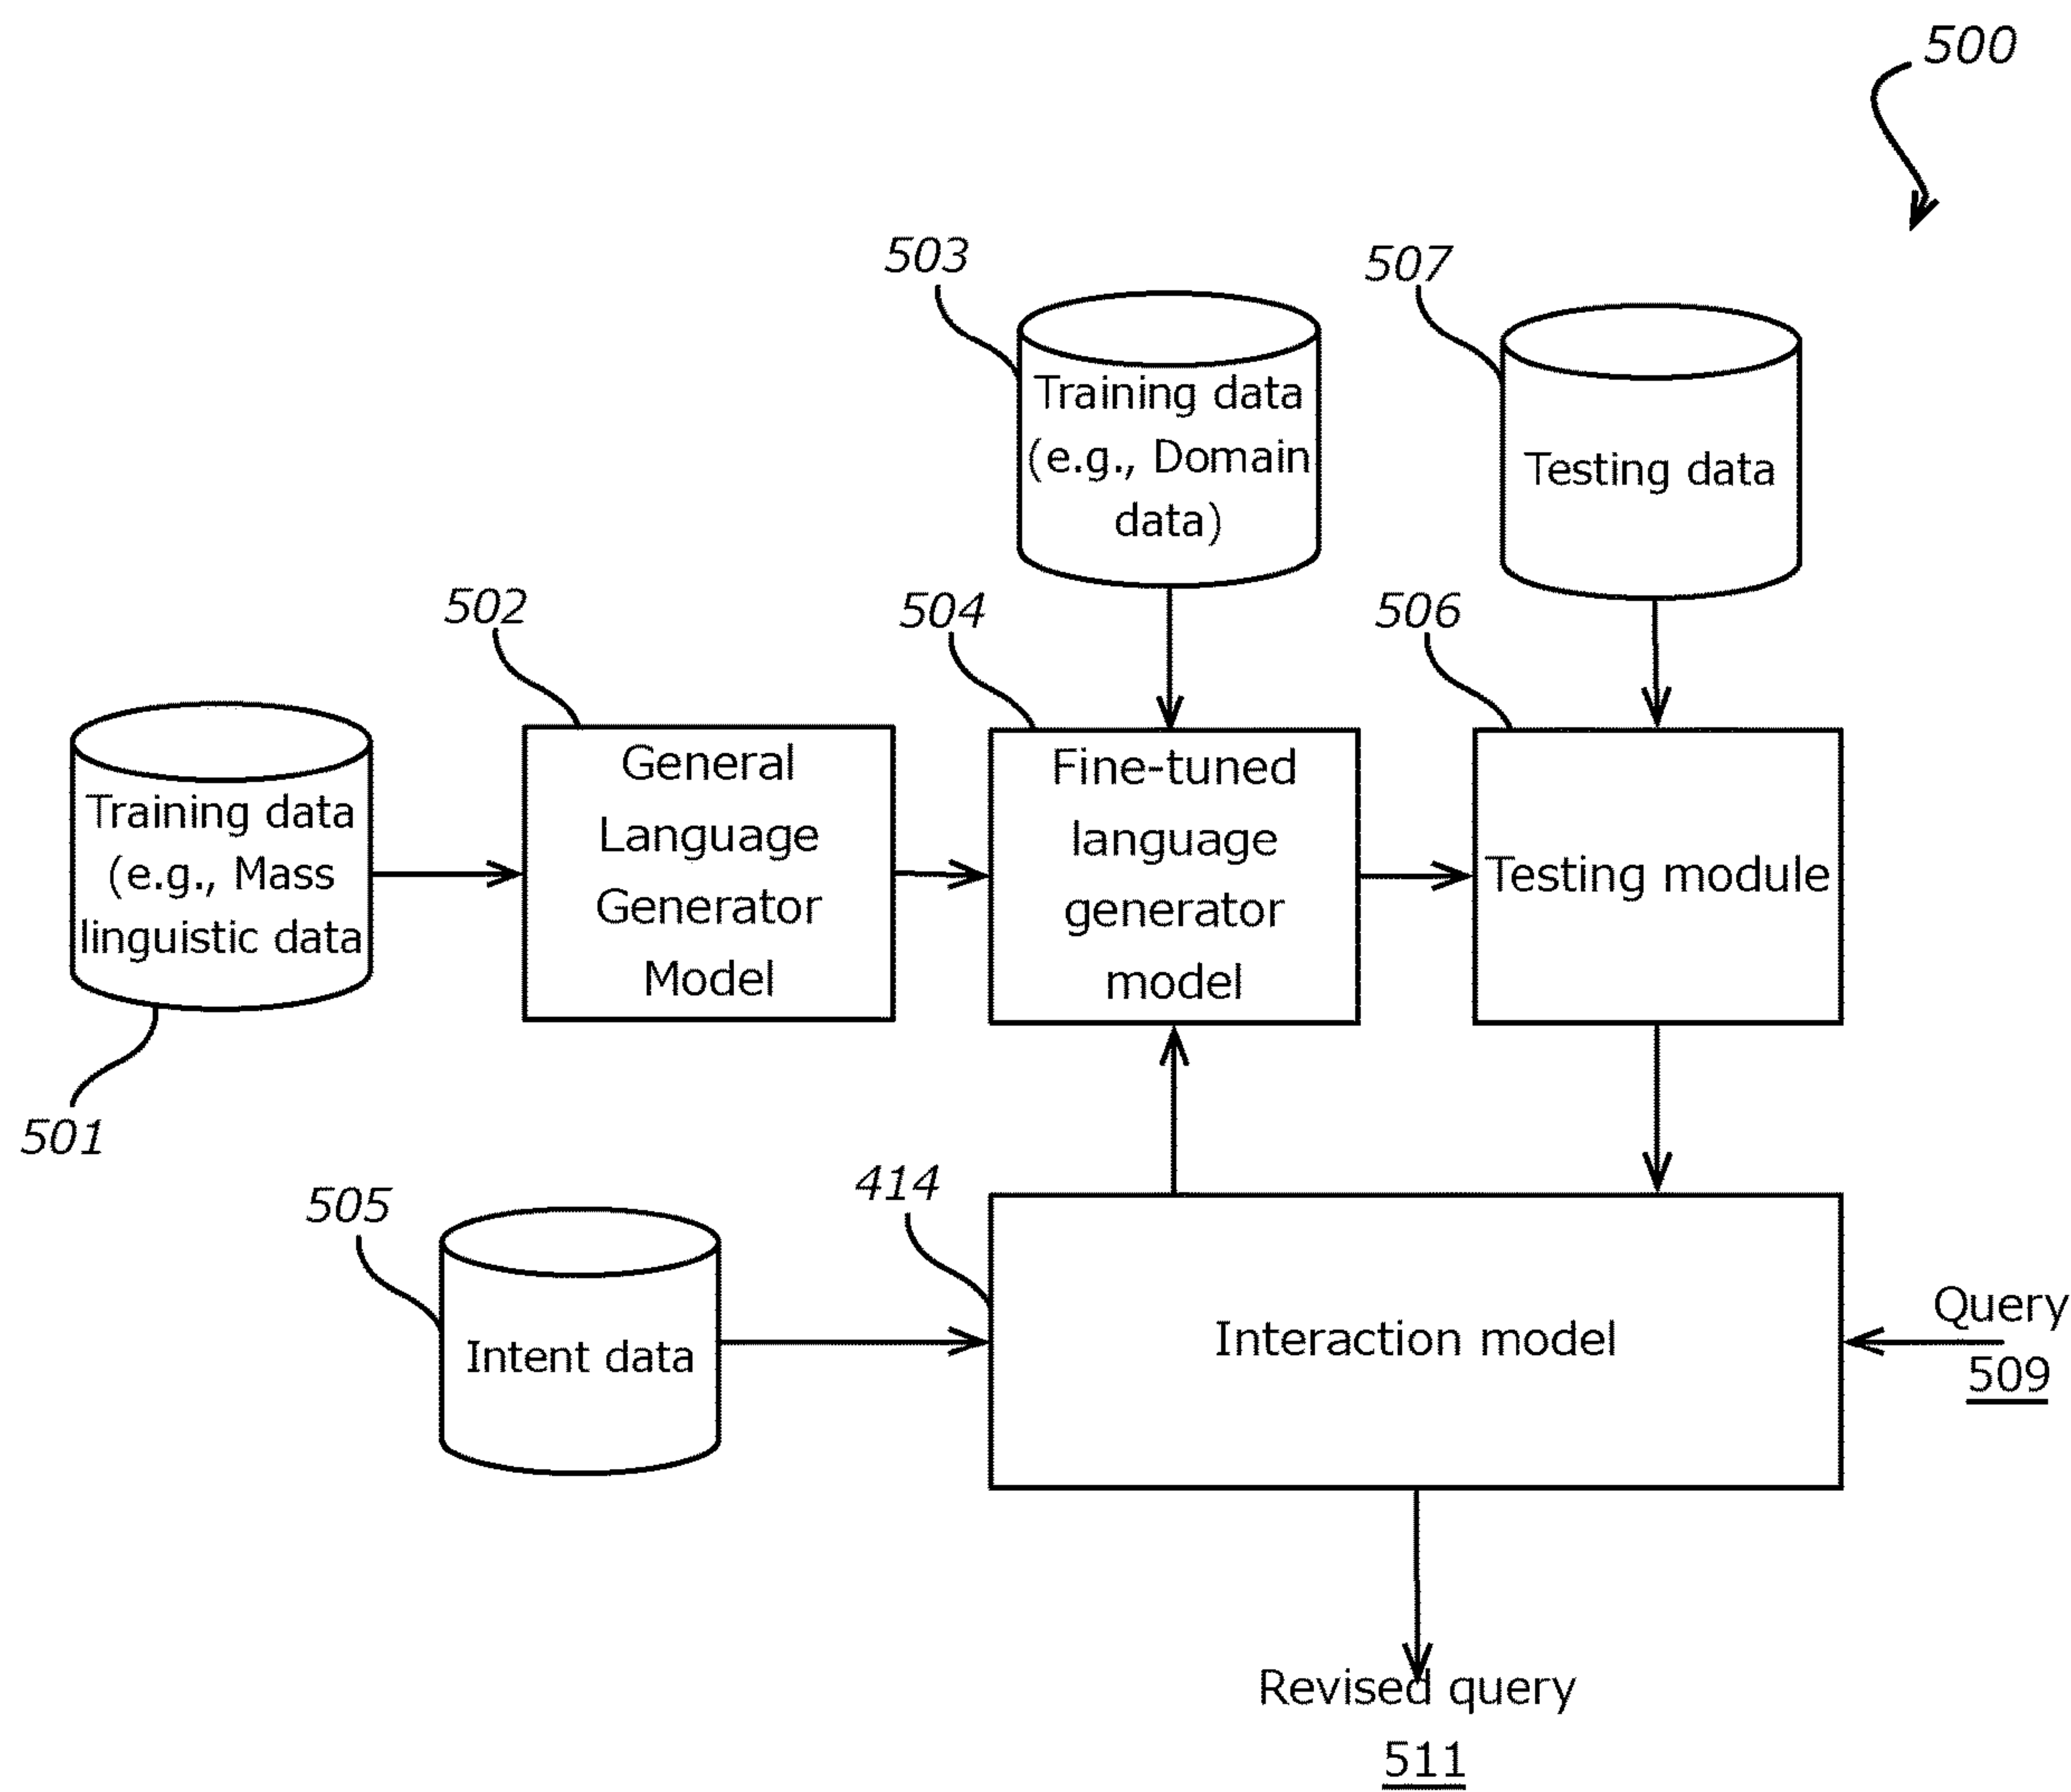 500
503
507
Training data
(e.g., Domain
data)
Testing data
502
504
506
General
Language
Generator
Model
Fine-tuned
language
generator
model
Testing module
Training data
(e.g., Mass
linguistic data
501
505
414
Intent data
Interaction model
Query
509
Revised query
511